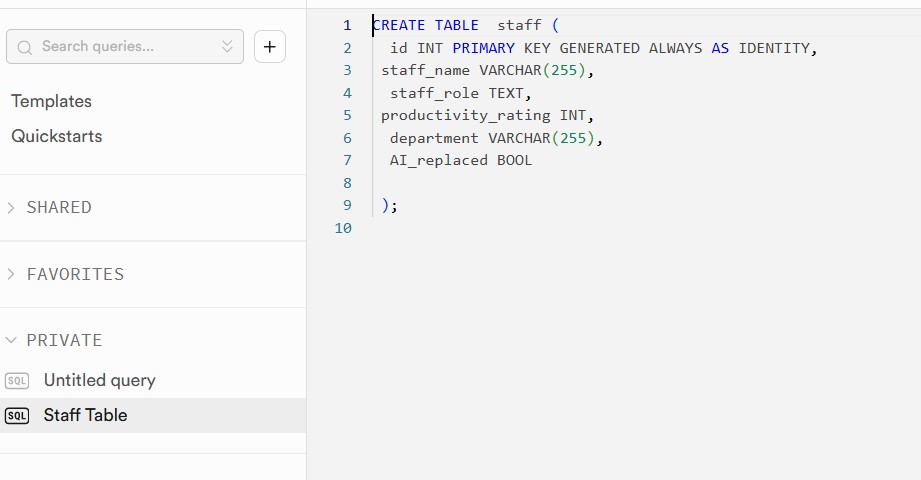 Search queries...
+
Templates
Quickstarts
SHARED
FAVORITES
PRIVATE
SQL Untitled query
SQL Staff Table
1 CREATE TABLE  staff (
2   id INT PRIMARY KEY GENERATED ALWAYS AS IDENTITY,
3  staff_name VARCHAR(255),
4   staff_role TEXT,
5  productivity_rating INT,
6   department VARCHAR(255),
7   AI_replaced BOOL
8
9  );
10